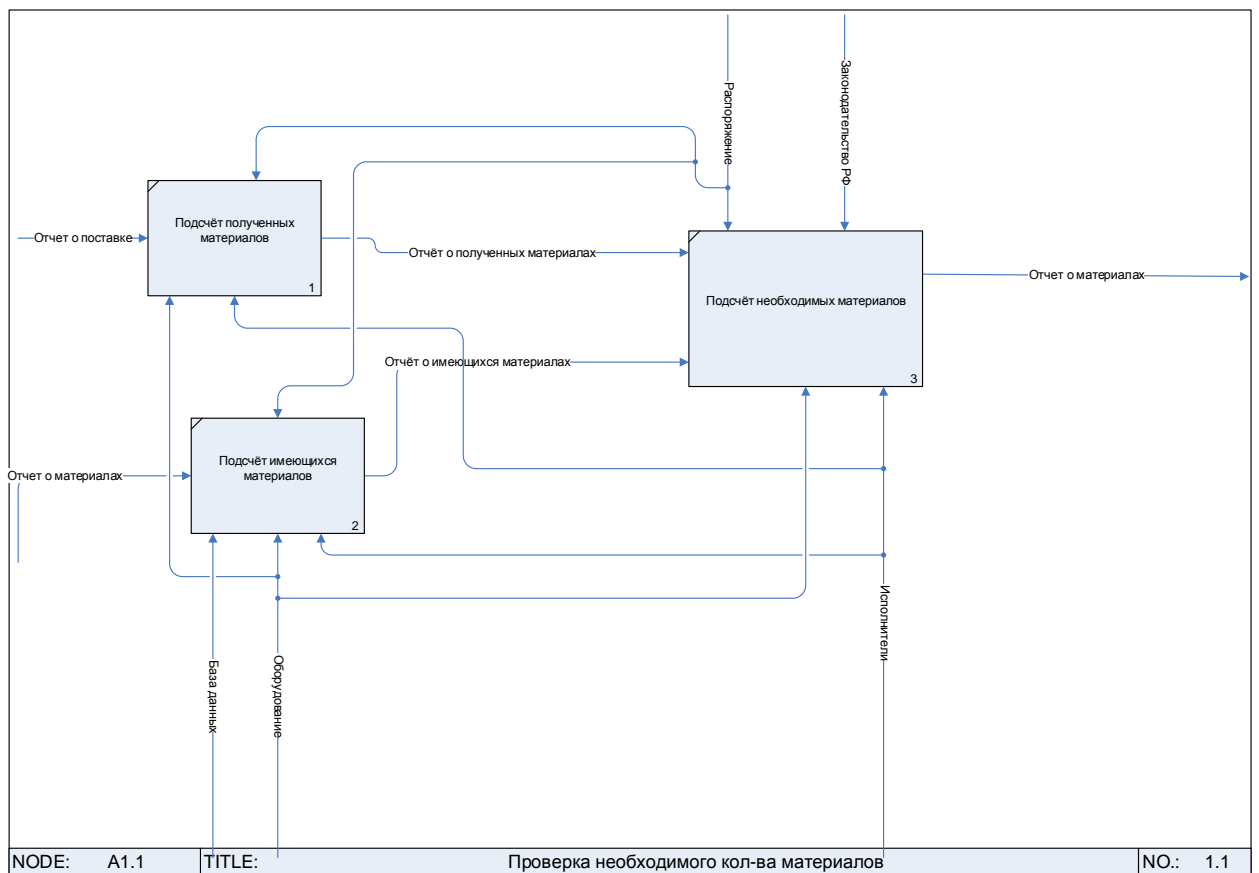 Распоряжение
Законодательство РФ
Подсчёт полученных
материалов
1
Отчет о поставке
Отчёт о полученных материалах
Подсчёт необходимых материалов
3
Отчет о материалах
Отчёт о имеющихся материалах
Подсчёт имеющихся
материалов
2
Отчет о материалах
База данных
Оборудование
Исполнители
NODE: A1.1 TITLE: Проверка необходимого кол-ва материалов NO.: 1.1